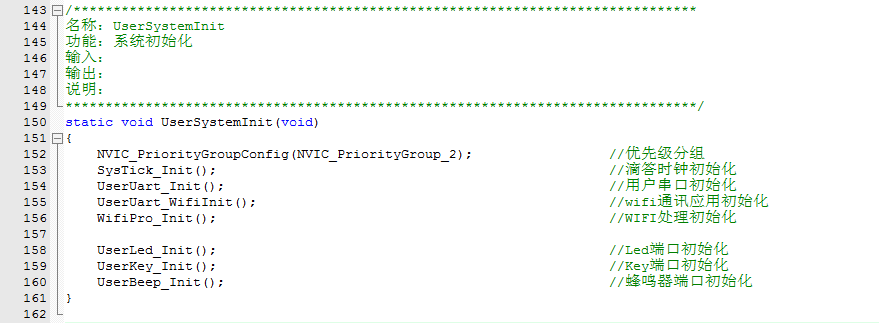 143 /******************************************************************************
144 名称：UserSystemInit
145 功能：系统初始化
146 输入：
147 输出：
148 说明：
149 *******************************************************************************/
150 static void UserSystemInit(void)
151 {
152     NVIC_PriorityGroupConfig(NVIC_PriorityGroup_2);                 //优先级分组
153     SysTick_Init();                                                 //滴答时钟初始化
154     UserUart_Init();                                                //用户串口初始化
155     UserUart_WifiInit();                                            //wifi通讯应用初始化
156     WifiPro_Init();                                                 //WIFI处理初始化
157
158     UserLed_Init();                                                 //Led端口初始化
159     UserKey_Init();                                                 //Key端口初始化
160     UserBeep_Init();                                                //蜂鸣器端口初始化
161 }
162